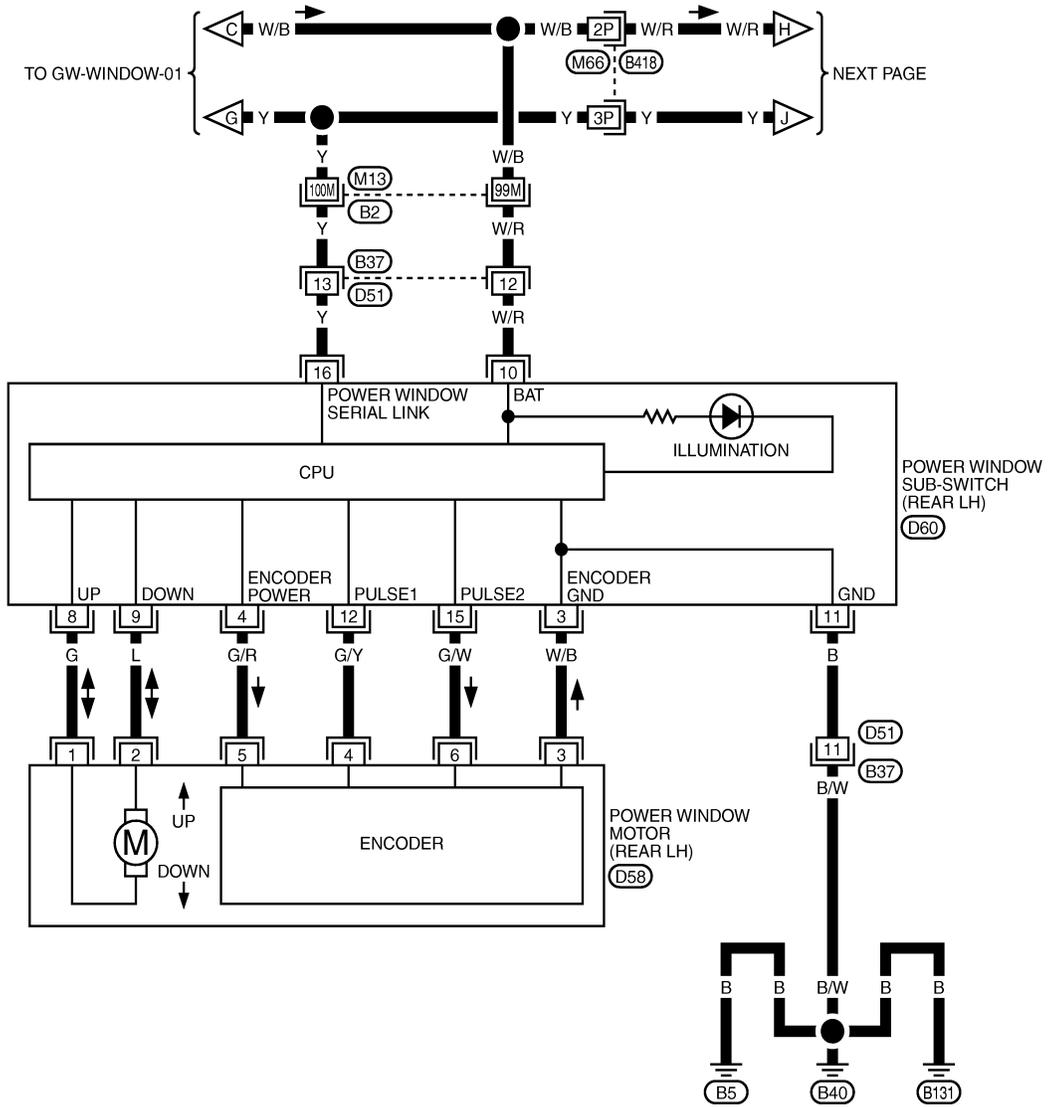 C W/B W/B 2P W/R W/R H
M66 B418
TO GW-WINDOW-01 NEXT PAGE
G Y Y 3P Y Y J
Y W/B
100M M13 99M
B2
Y W/R
B37
13 12
D51
Y W/R
16 10
POWER WINDOW
SERIAL LINK
BAT
ILLUMINATION
CPU
POWER WINDOW
SUB-SWITCH
(REAR LH)
D60
UP DOWN
ENCODER
POWER
PULSE1 PULSE2
ENCODER
GND
GND
8 9 4 12 15 3 11
G L G/R G/Y G/W W/B B
1 2 5 4 6 3
D51
11
B37
B/W
UP
M
DOWN
ENCODER
POWER WINDOW
MOTOR
(REAR LH)
D58
B B B/W B B
B5 B40 B131